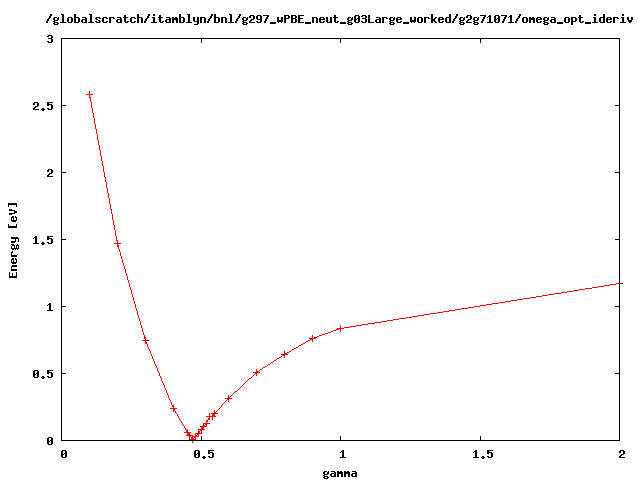 /globalscratch/itamblyn/bnl/g297_wPBE_neut_g03Large_worked/g2g71071/omega_opt_ideriv
3
2.5
2
1.5
1
0.5
0
Energy [eV]
0 0.5 1 1.5 2
gamma